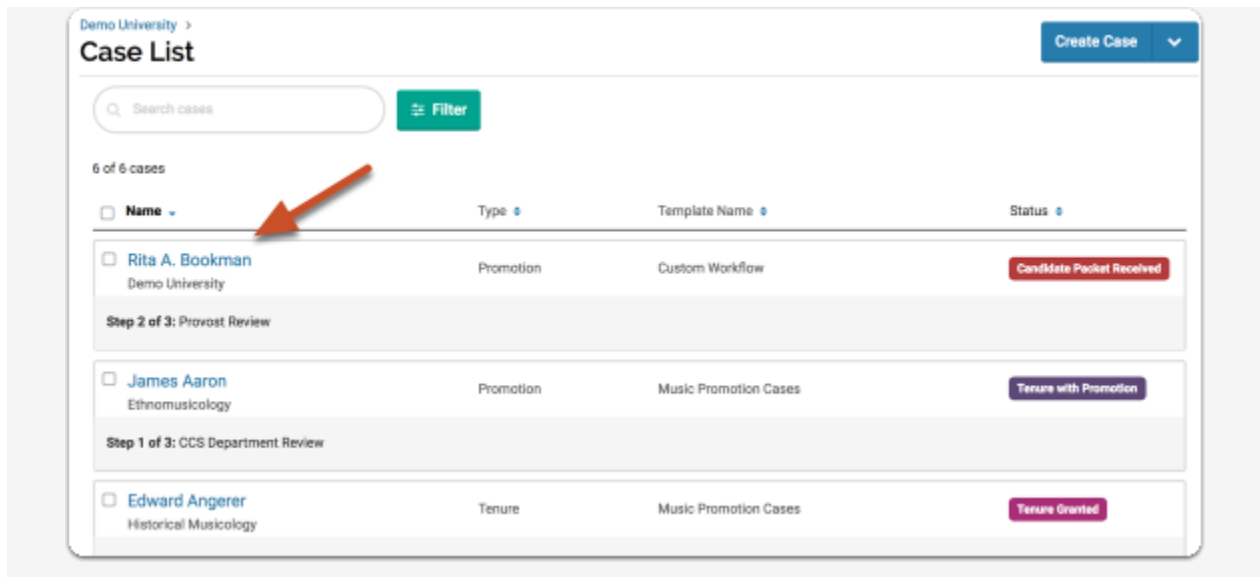 Demo University >
Case List
Create Case
Search cases
Filter
6 of 6 cases
Name Type Template Name Status
Rita A. Bookman Promotion Custom Workflow Candidate Packet Received
Demo University
Step 2 of 3: Provost Review
James Aaron Promotion Music Promotion Cases Tenure with Promotion
Ethnomusicology
Step 1 of 3: CCS Department Review
Edward Angerer Tenure Music Promotion Cases Tenure Granted
Historical Musicology